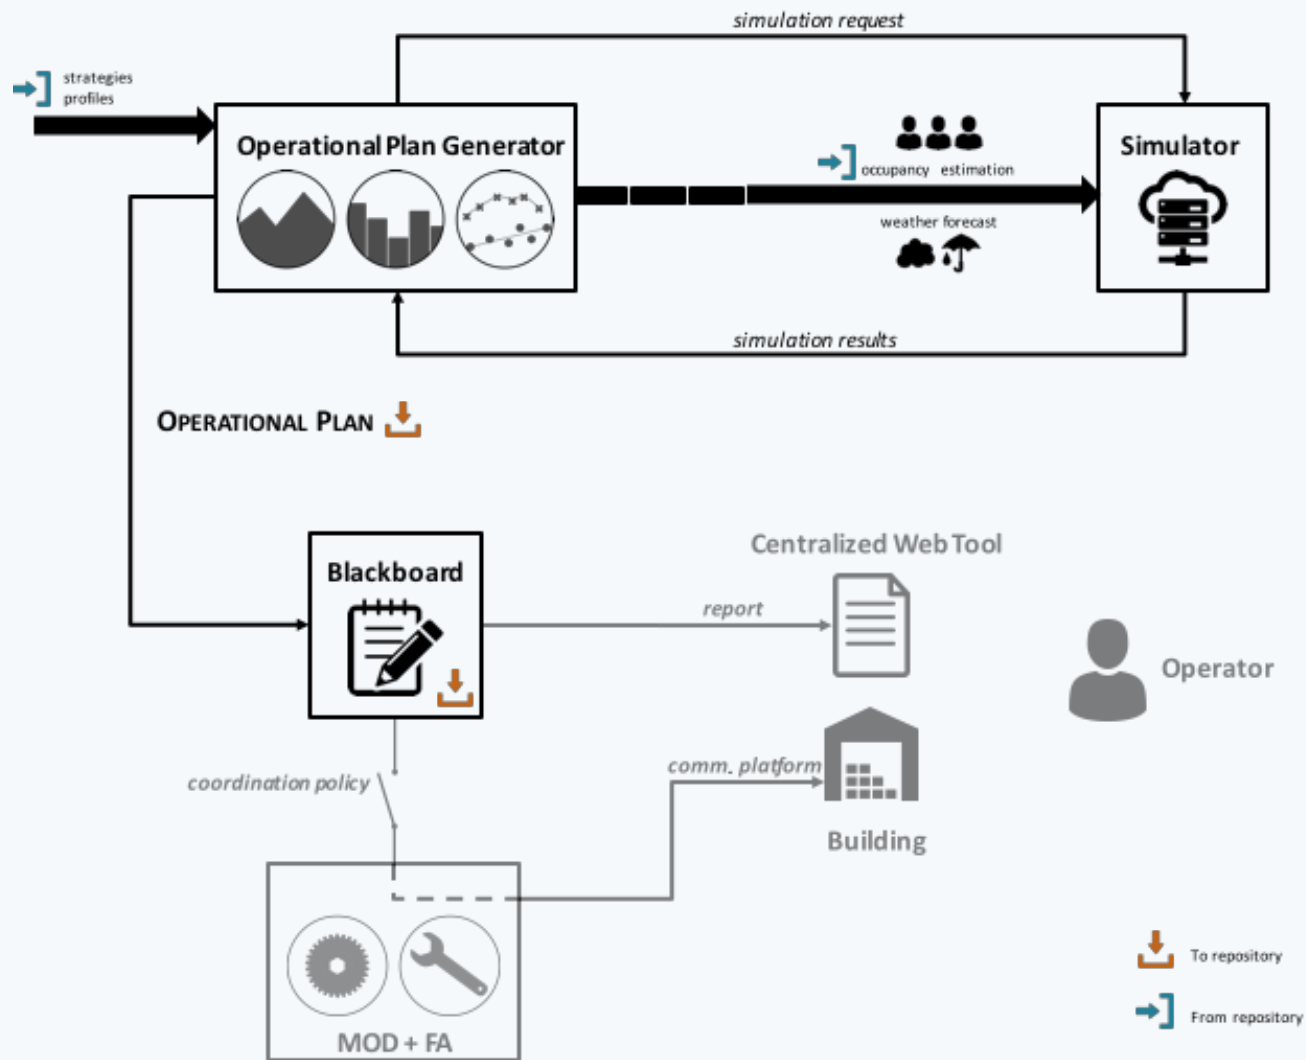 simulation request
strategies
profiles
Operational Plan Generator
Simulator
occupancy estimation
weather forecast
simulation results
OPERATIONAL PLAN
Blackboard
Centralized Web Tool
report
Operator
coordination policy
comm. platform
Building
MOD + FA
To repository
From repository